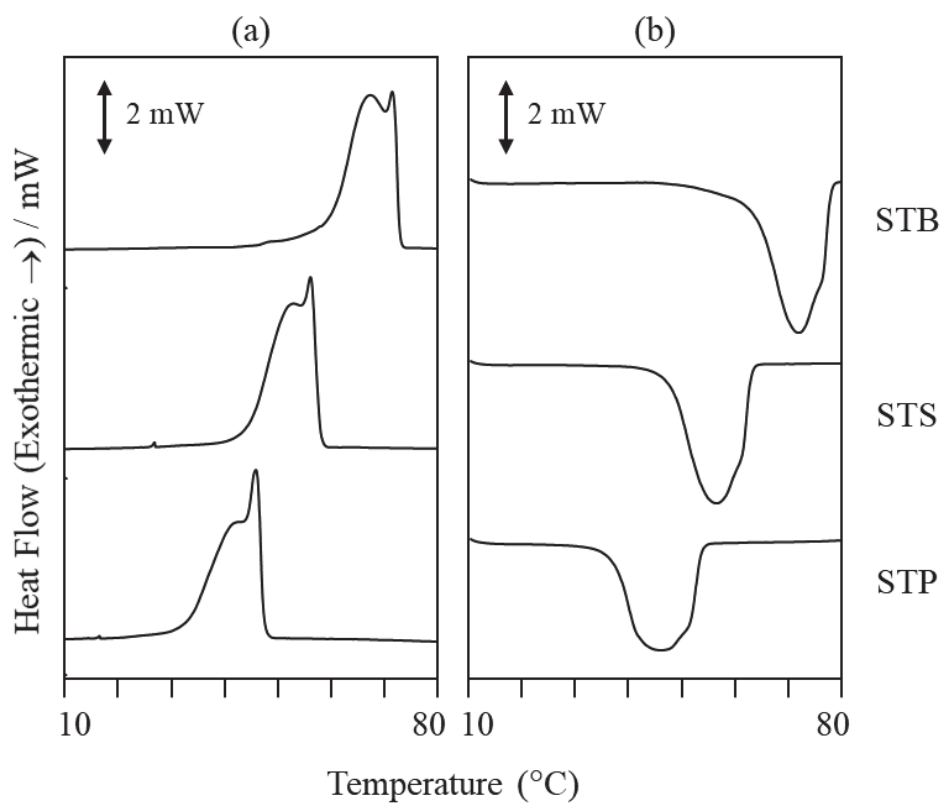 (a)
(b)
2 mW
2 mW
Heat Flow (Exothermic →) / mW
STB
STS
STP
10
80
10
80
Temperature (°C)